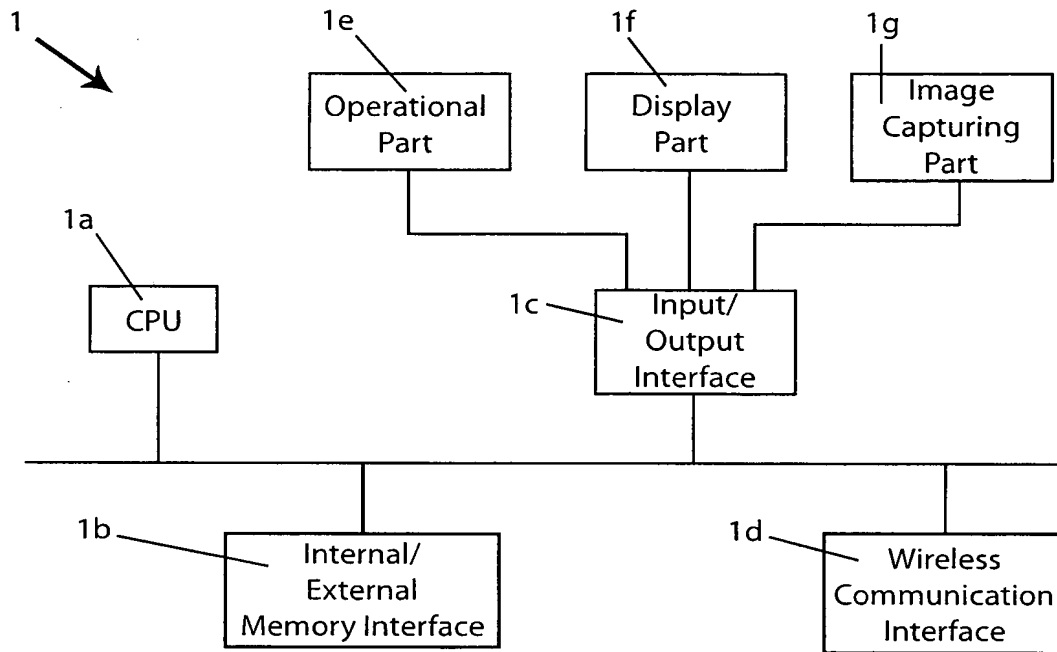 1
1e
1f
1g
Operational
Part
Display
Part
Image
Capturing
Part
1a
CPU
1c
Input/
Output
Interface
1b
Internal/
External
Memory Interface
1d
Wireless
Communication
Interface